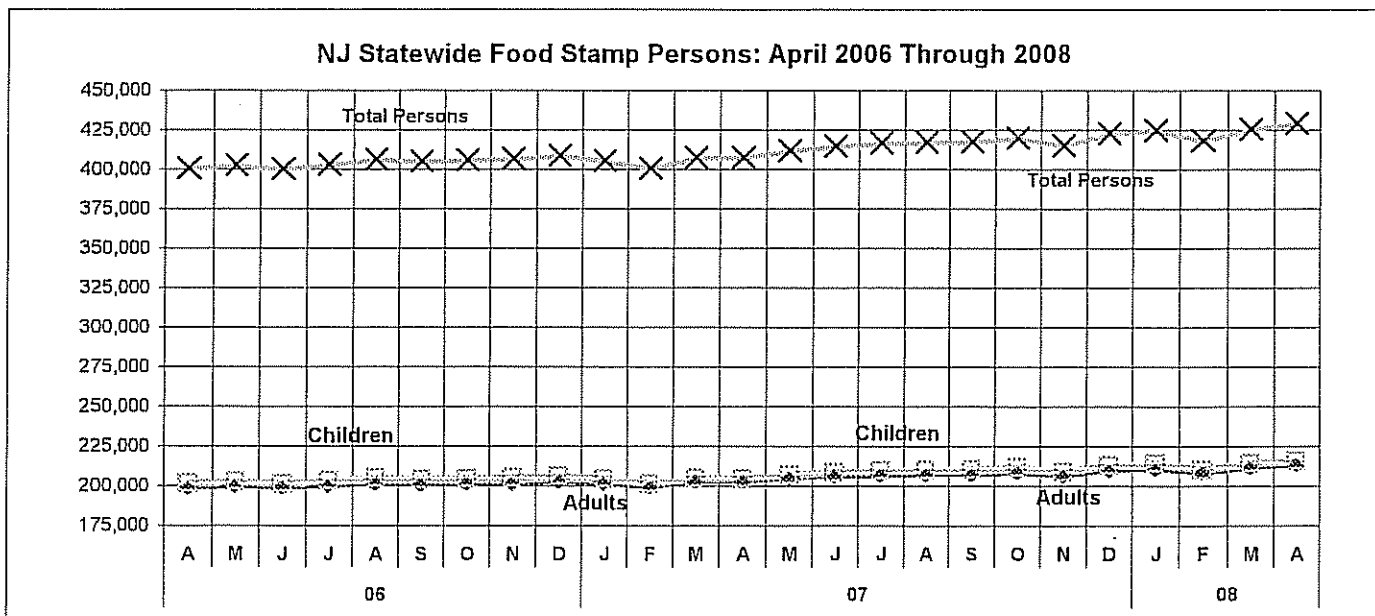 NJ Statewide Food Stamp Persons: April 2006 Through 2008
450,000
Total Persons
425,000
400,000
Total Persons
375,000
350,000
325,000
300,000
275,000
250,000
Children Children
225,000
200,000
Adults Adults
175,000
A M J J A S O N D J F M A M J J A S O N D J F M A
06 07 08